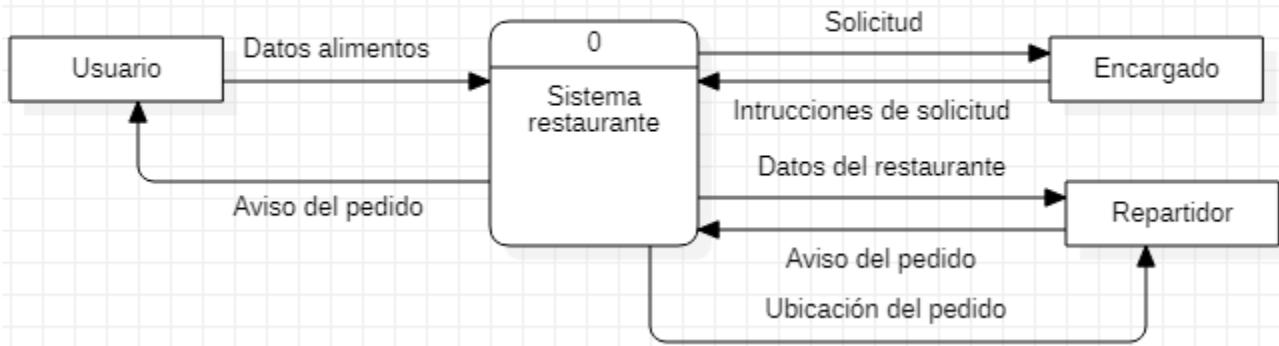 Solicitud
0
Datos alimentos
Usuario
Encargado
Sistema
restaurante
Intrucciones de solicitud
Datos del restaurante
Aviso del pedido
Repartidor
Aviso del pedido
Ubicación del pedido